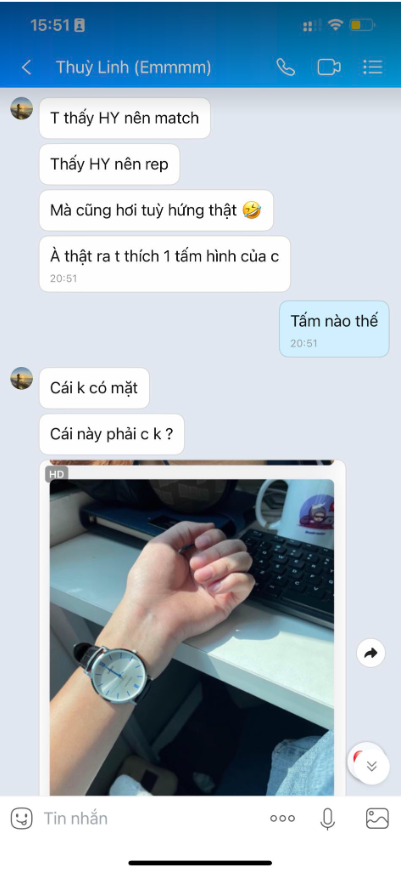 15:51
Thuỳ Linh (Emmmm)
T thấy HY nên match
Thấy HY nên rep
Mà cũng hơi tuỳ hứng thật 🤣
À thật ra t thích 1 tấm hình của c
20:51
Tấm nào thế
20:51
Cái k có mặt
Cái này phải c k ?
HD
Tin nhắn